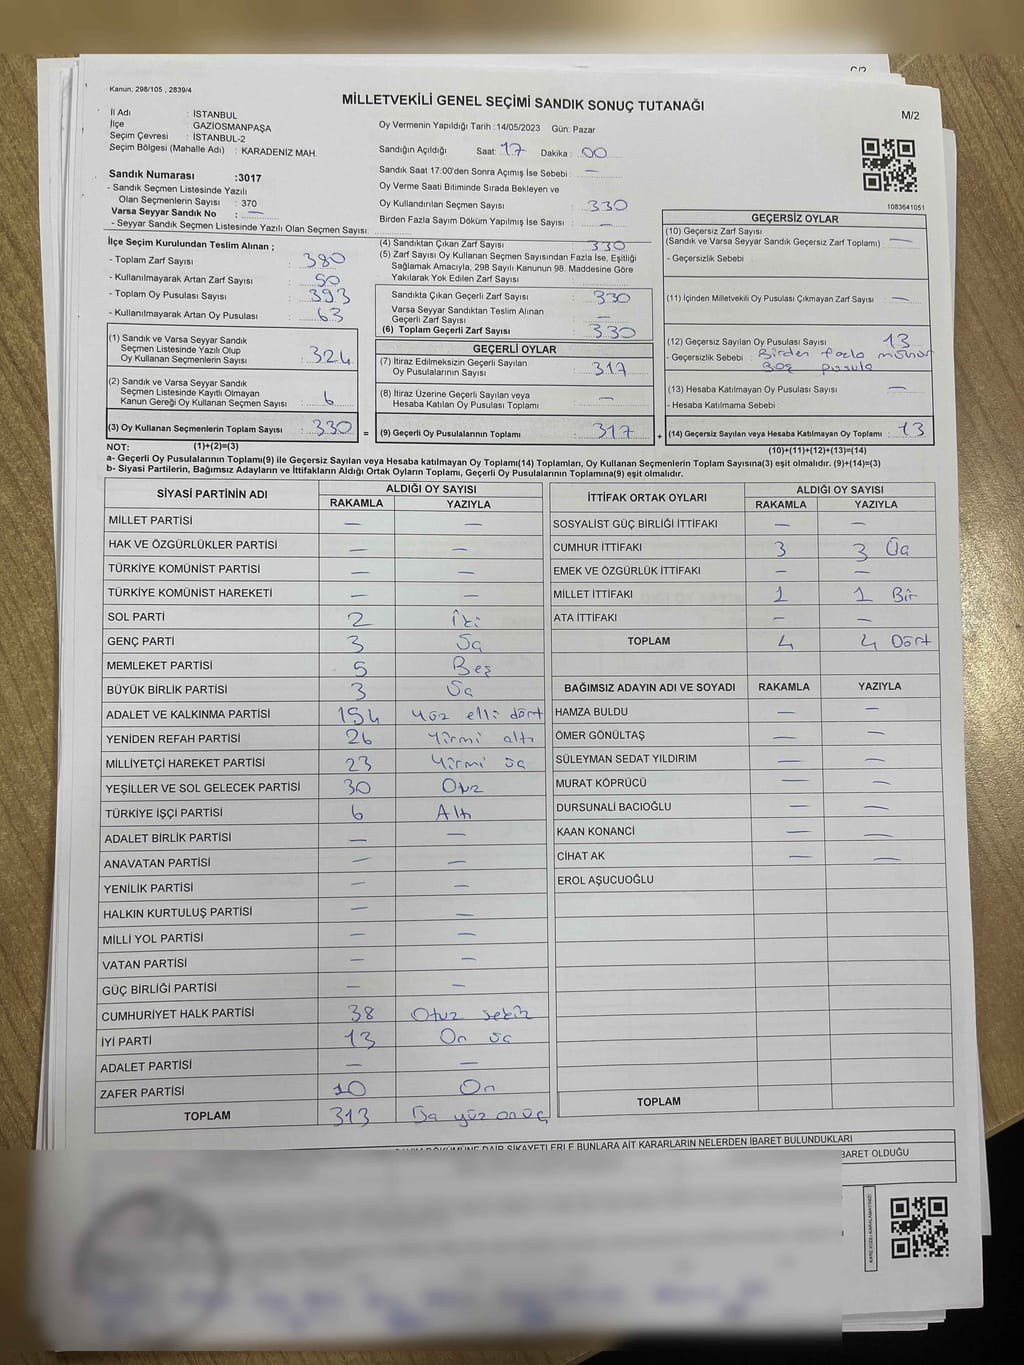 C/2
Kanun; 298/105 , 2839/4
MİLLETVEKİLİ GENEL SEÇİMİ SANDIK SONUÇ TUTANAĞI
M/2
İl Adı : İSTANBUL
İlçe : GAZİOSMANPAŞA
Seçim Çevresi : İSTANBUL-2
Seçim Bölgesi (Mahalle Adı) : KARADENİZ MAH.
Sandık Numarası :3017
- Sandık Seçmen Listesinde Yazılı
Olan Seçmenlerin Sayısı : 370
Varsa Seyyar Sandık No : —
- Seyyar Sandık Seçmen Listesinde Yazılı Olan Seçmen Sayısı:
Oy Vermenin Yapıldığı Tarih :14/05/2023 Gün: Pazar
Sandığın Açıldığı Saat: 17 Dakika : 00
Sandık Saat 17:00'den Sonra Açımış İse Sebebi : —
Oy Verme Saati Bitiminde Sırada Bekleyen ve
Oy Kullandırılan Seçmen Sayısı : 330
Birden Fazla Sayım Döküm Yapılmış İse Sayısı : —
1083641051
İlçe Seçim Kurulundan Teslim Alınan ;
- Toplam Zarf Sayısı : 380
- Kullanılmayarak Artan Zarf Sayısı : 50
- Toplam Oy Pusulası Sayısı : 393
- Kullanılmayarak Artan Oy Pusulası : 63
(1) Sandık ve Varsa Seyyar Sandık
Seçmen Listesinde Yazılı Olup
Oy Kullanan Seçmenlerin Sayısı : 324
(2) Sandık ve Varsa Seyyar Sandık
Seçmen Listesinde Kayıtlı Olmayan
Kanun Gereği Oy Kullanan Seçmen Sayısı : 6
(3) Oy Kullanan Seçmenlerin Toplam Sayısı : 330
(4) Sandıktan Çıkan Zarf Sayısı : 330
(5) Zarf Sayısı Oy Kullanan Seçmen Sayısından Fazla İse, Eşitliği
Sağlamak Amacıyla; 298 Sayılı Kanunun 98. Maddesine Göre
Yakılarak Yok Edilen Zarf Sayısı :
Sandıkta Çıkan Geçerli Zarf Sayısı : 330
Varsa Seyyar Sandıktan Teslim Alınan
Geçerli Zarf Sayısı : —
(6) Toplam Geçerli Zarf Sayısı : 330
GEÇERLİ OYLAR
(7) İtiraz Edilmeksizin Geçerli Sayılan
Oy Pusulalarının Sayısı : 317
(8) İtiraz Üzerine Geçerli Sayılan veya
Hesaba Katılan Oy Pusulası Toplamı : —
= (9) Geçerli Oy Pusulalarının Toplamı : 317
GEÇERSİZ OYLAR
(10) Geçersiz Zarf Sayısı
(Sandık ve Varsa Seyyar Sandık Geçersiz Zarf Toplamı) : —
- Geçersizlik Sebebi :
(11) İçinden Milletvekili Oy Pusulası Çıkmayan Zarf Sayısı : —
(12) Geçersiz Sayılan Oy Pusulası Sayısı : 13
- Geçersizlik Sebebi : Birden fazla mühür
Boş pusula
(13) Hesaba Katılmayan Oy Pusulası Sayısı : —
- Hesaba Katılmama Sebebi :
+ (14) Geçersiz Sayılan veya Hesaba Katılmayan Oy Toplamı : 13
NOT: (1)+(2)=(3)
(10)+(11)+(12)+(13)=(14)
a- Geçerli Oy Pusulalarının Toplamı(9) ile Geçersiz Sayılan veya Hesaba katılmayan Oy Toplamı(14) Toplamları, Oy Kullanan Seçmenlerin Toplam Sayısına(3) eşit olmalıdır. (9)+(14)=(3)
b- Siyasi Partilerin, Bağımsız Adayların ve İttifakların Aldığı Ortak Oyların Toplamı, Geçerli Oy Pusulalarının Toplamına(9) eşit olmalıdır.
SİYASİ PARTİNİN ADI ALDIĞI OY SAYISI
RAKAMLA YAZIYLA
MİLLET PARTİSİ — —
HAK VE ÖZGÜRLÜKLER PARTİSİ — —
TÜRKİYE KOMÜNİST PARTİSİ — —
TÜRKİYE KOMÜNİST HAREKETİ — —
SOL PARTİ 2 İki
GENÇ PARTİ 3 Üç
MEMLEKET PARTİSİ 5 Beş
BÜYÜK BİRLİK PARTİSİ 3 Üç
ADALET VE KALKINMA PARTİSİ 154 Yüz elli dört
YENİDEN REFAH PARTİSİ 26 Yirmi altı
MİLLİYETÇİ HAREKET PARTİSİ 23 Yirmi üç
YEŞİLLER VE SOL GELECEK PARTİSİ 30 Otuz
TÜRKİYE İŞÇİ PARTİSİ 6 Altı
ADALET BİRLİK PARTİSİ — —
ANAVATAN PARTİSİ — —
YENİLİK PARTİSİ — —
HALKIN KURTULUŞ PARTİSİ — —
MİLLİ YOL PARTİSİ — —
VATAN PARTİSİ — —
GÜÇ BİRLİĞİ PARTİSİ — —
CUMHURİYET HALK PARTİSİ 38 Otuz sekiz
İYİ PARTİ 13 On üç
ADALET PARTİSİ — —
ZAFER PARTİSİ 10 On
TOPLAM 313 Üç yüz onüç
İTTİFAK ORTAK OYLARI ALDIĞI OY SAYISI
RAKAMLA YAZIYLA
SOSYALİST GÜÇ BİRLİĞİ İTTİFAKI — —
CUMHUR İTTİFAKI 3 3 Üç
EMEK VE ÖZGÜRLÜK İTTİFAKI — —
MİLLET İTTİFAKI 1 1 Bir
ATA İTTİFAKI — —
TOPLAM 4 4 Dört
BAĞIMSIZ ADAYIN ADI VE SOYADI RAKAMLA YAZIYLA
HAMZA BULDU — —
ÖMER GÖNÜLTAŞ — —
SÜLEYMAN SEDAT YILDIRIM — —
MURAT KÖPRÜCÜ — —
DURSUNALİ BACIOĞLU — —
KAAN KONANCİ — —
CİHAT AK — —
EROL AŞUCUOĞLU
TOPLAM
DÖKÜMÜNE DAİR ŞİKAYETLERLE BUNLARA AİT KARARLARIN NELERDEN İBARET BULUNDUKLARI
BARET OLDUĞU